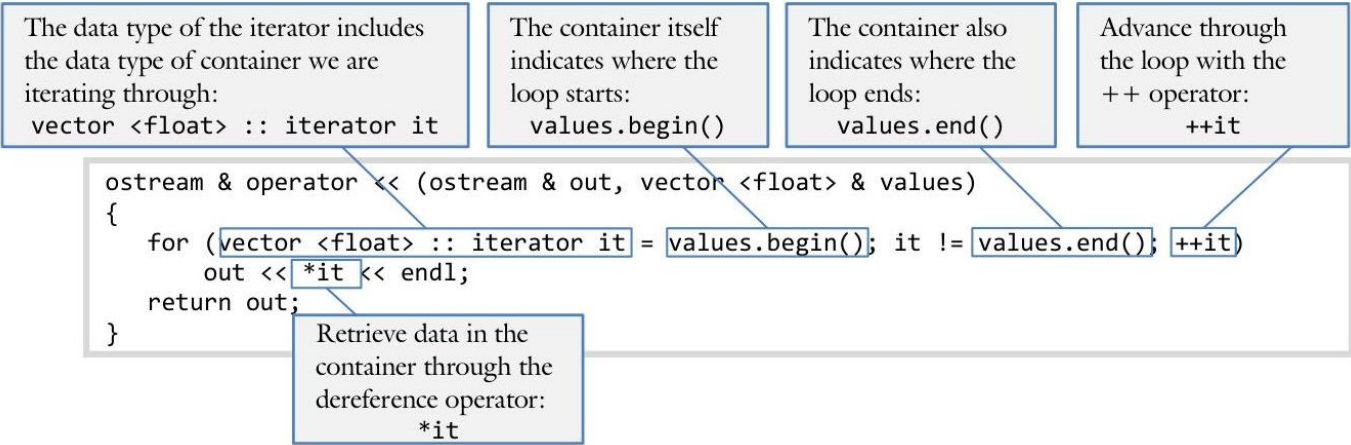 The data type of the iterator includes
the data type of container we are
iterating through:
vector <float> :: iterator it
The container itself
indicates where the
loop starts:
values.begin()
The container also
indicates where the
loop ends:
values.end()
Advance through
the loop with the
++ operator:
++it
ostream & operator << (ostream & out, vector <float> & values)
{
for (vector <float> :: iterator it = values.begin(); it != values.end(); ++it)
out << *it << endl;
return out;
}
Retrieve data in the
container through the
dereference operator:
*it